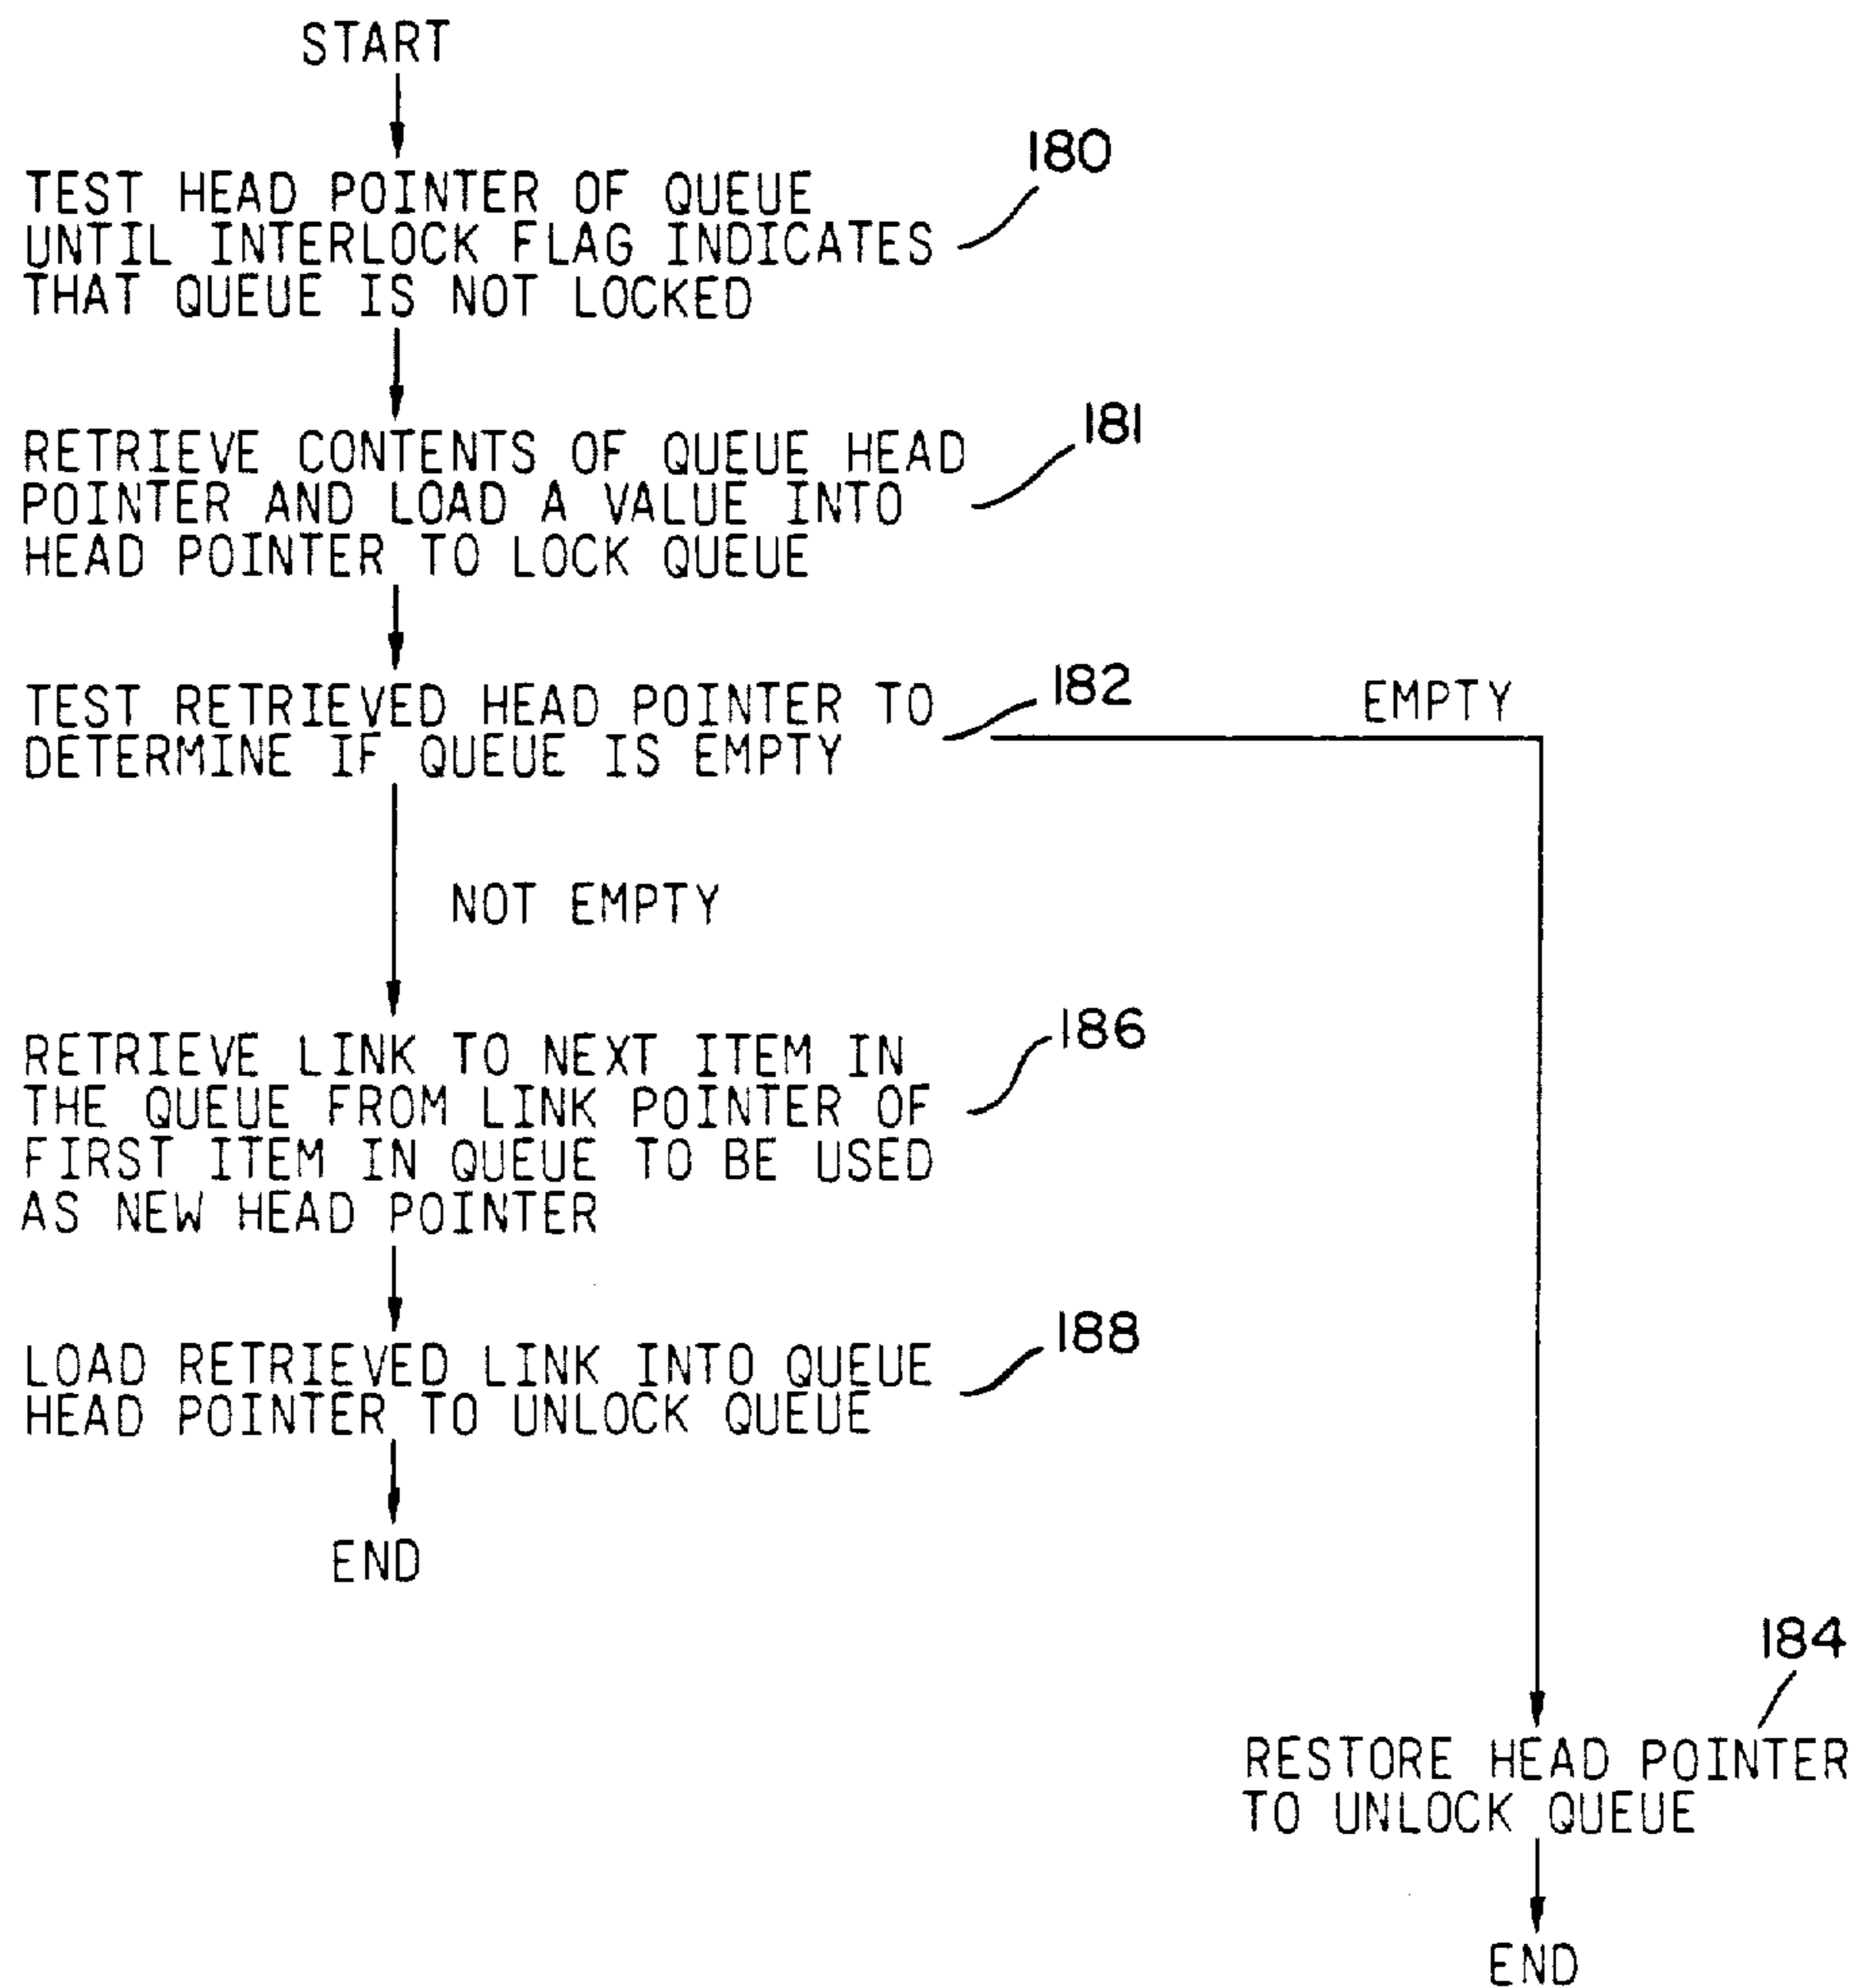 START
180
TEST HEAD POINTER OF QUEUE
UNTIL INTERLOCK FLAG INDICATES
THAT QUEUE IS NOT LOCKED
181
RETRIEVE CONTENTS OF QUEUE HEAD
POINTER AND LOAD A VALUE INTO
HEAD POINTER TO LOCK QUEUE
182
TEST RETRIEVED HEAD POINTER TO
DETERMINE IF QUEUE IS EMPTY
EMPTY
NOT EMPTY
186
RETRIEVE LINK TO NEXT ITEM IN
THE QUEUE FROM LINK POINTER OF
FIRST ITEM IN QUEUE TO BE USED
AS NEW HEAD POINTER
188
LOAD RETRIEVED LINK INTO QUEUE
HEAD POINTER TO UNLOCK QUEUE
END
184
RESTORE HEAD POINTER
TO UNLOCK QUEUE
END